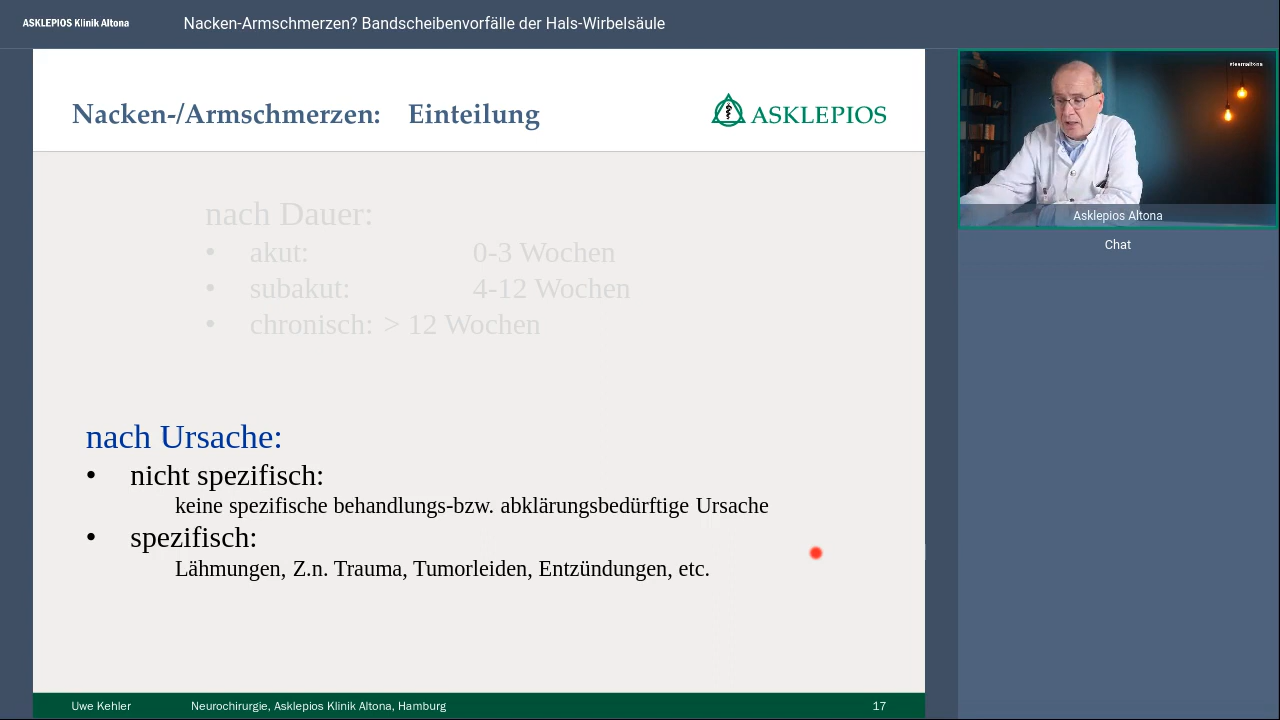 ASKLEPIOS Klinik Altona
Nacken-Armschmerzen? Bandscheibenvorfälle der Hals-Wirbelsäule
Nacken-/Armschmerzen: Einteilung
ASKLEPIOS
nach Dauer:
• akut: 0-3 Wochen
• subakut: 4-12 Wochen
• chronisch: > 12 Wochen
nach Ursache:
• nicht spezifisch:
keine spezifische behandlungs-bzw. abklärungsbedürftige Ursache
• spezifisch:
Lähmungen, Z.n. Trauma, Tumorleiden, Entzündungen, etc.
Uwe Kehler Neurochirurgie, Asklepios Klinik Altona, Hamburg 17
#teamaltona
Asklepios Altona
Chat